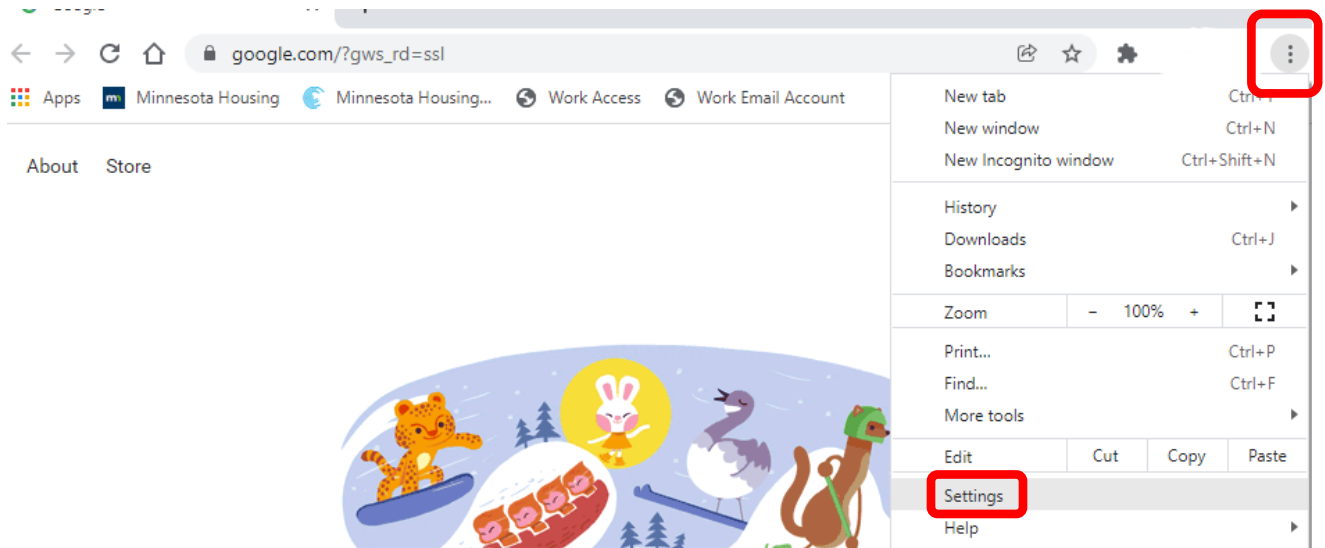 google.com/?gws_rd=ssl
Apps Minnesota Housing Minnesota Housing... Work Access Work Email Account
About Store
New tab
New window Ctrl+N
New Incognito window Ctrl+Shift+N
History
Downloads Ctrl+J
Bookmarks
Zoom - 100% +
Print... Ctrl+P
Find... Ctrl+F
More tools
Edit Cut Copy Paste
Settings
Help